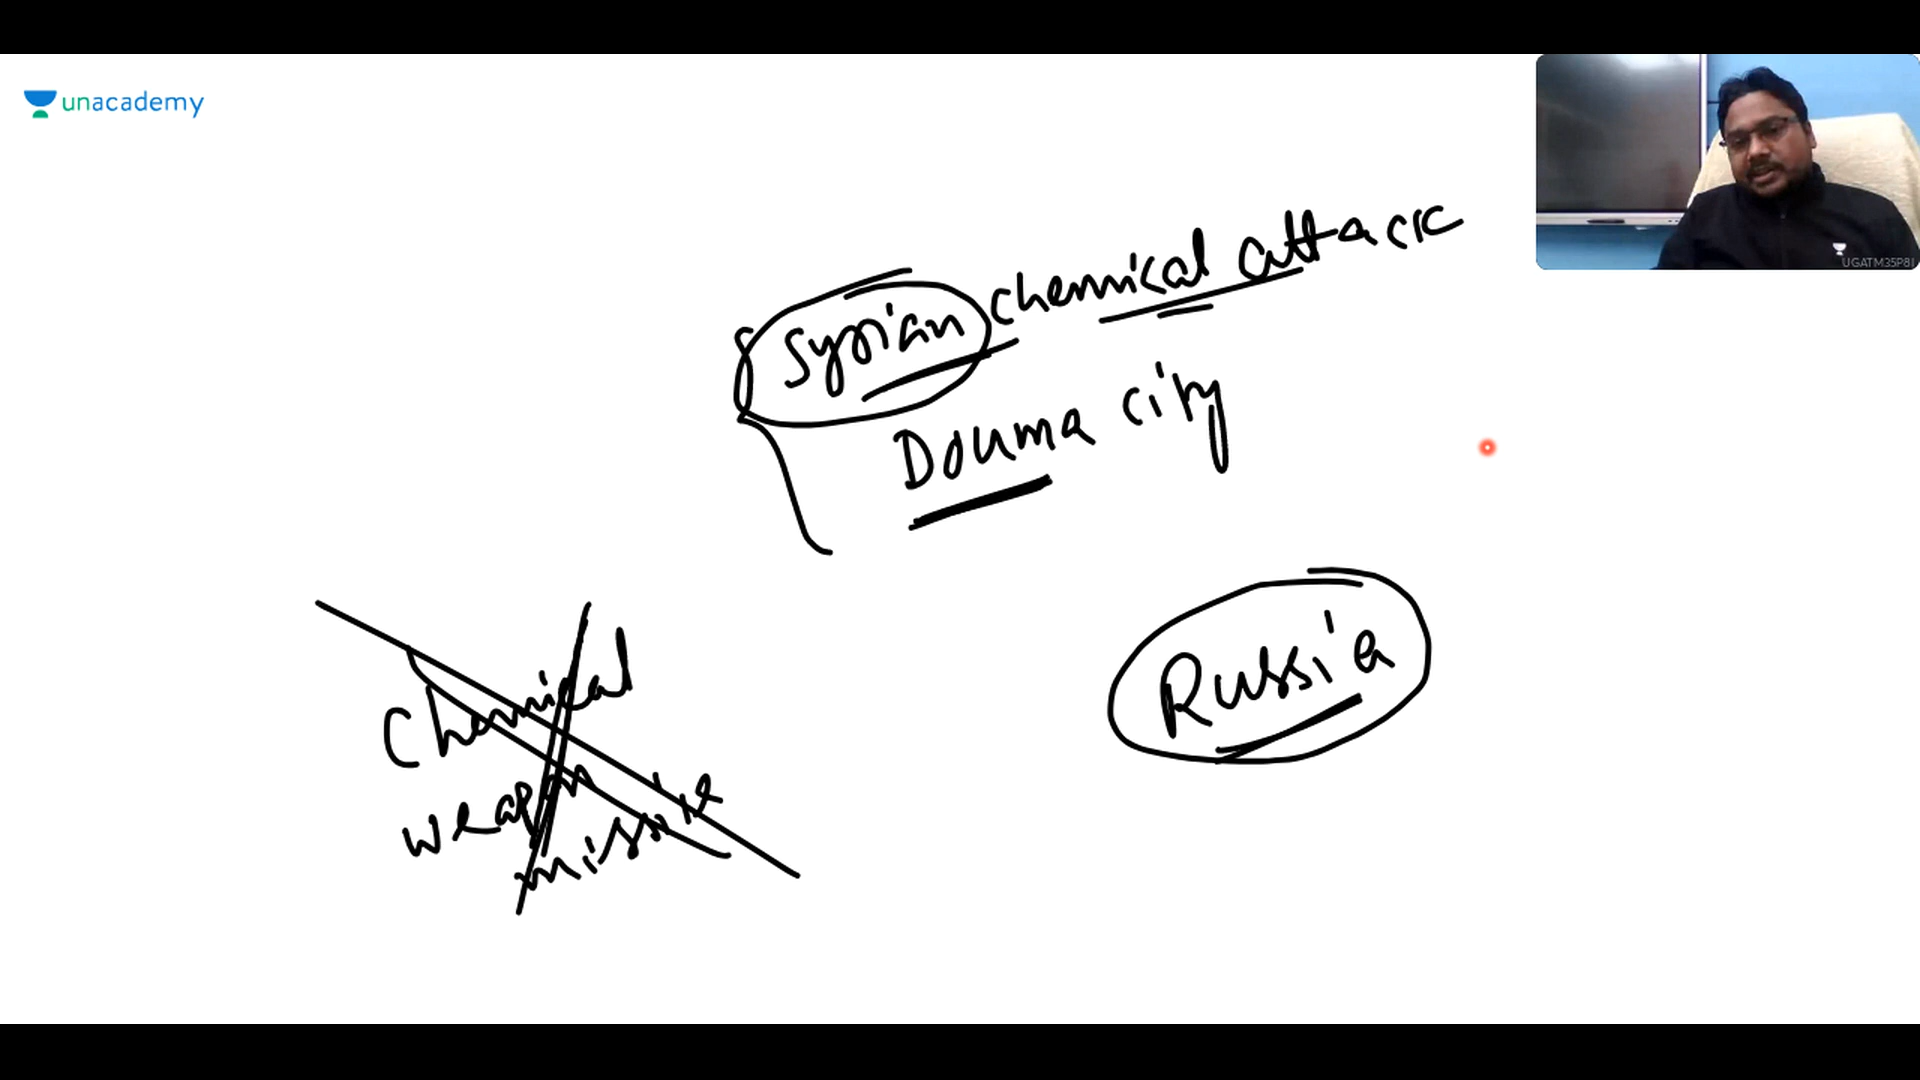 unacademy
UGATM35P8I
Syrian chemical attack
Douma city
Russia
Chemical
weapon
missile